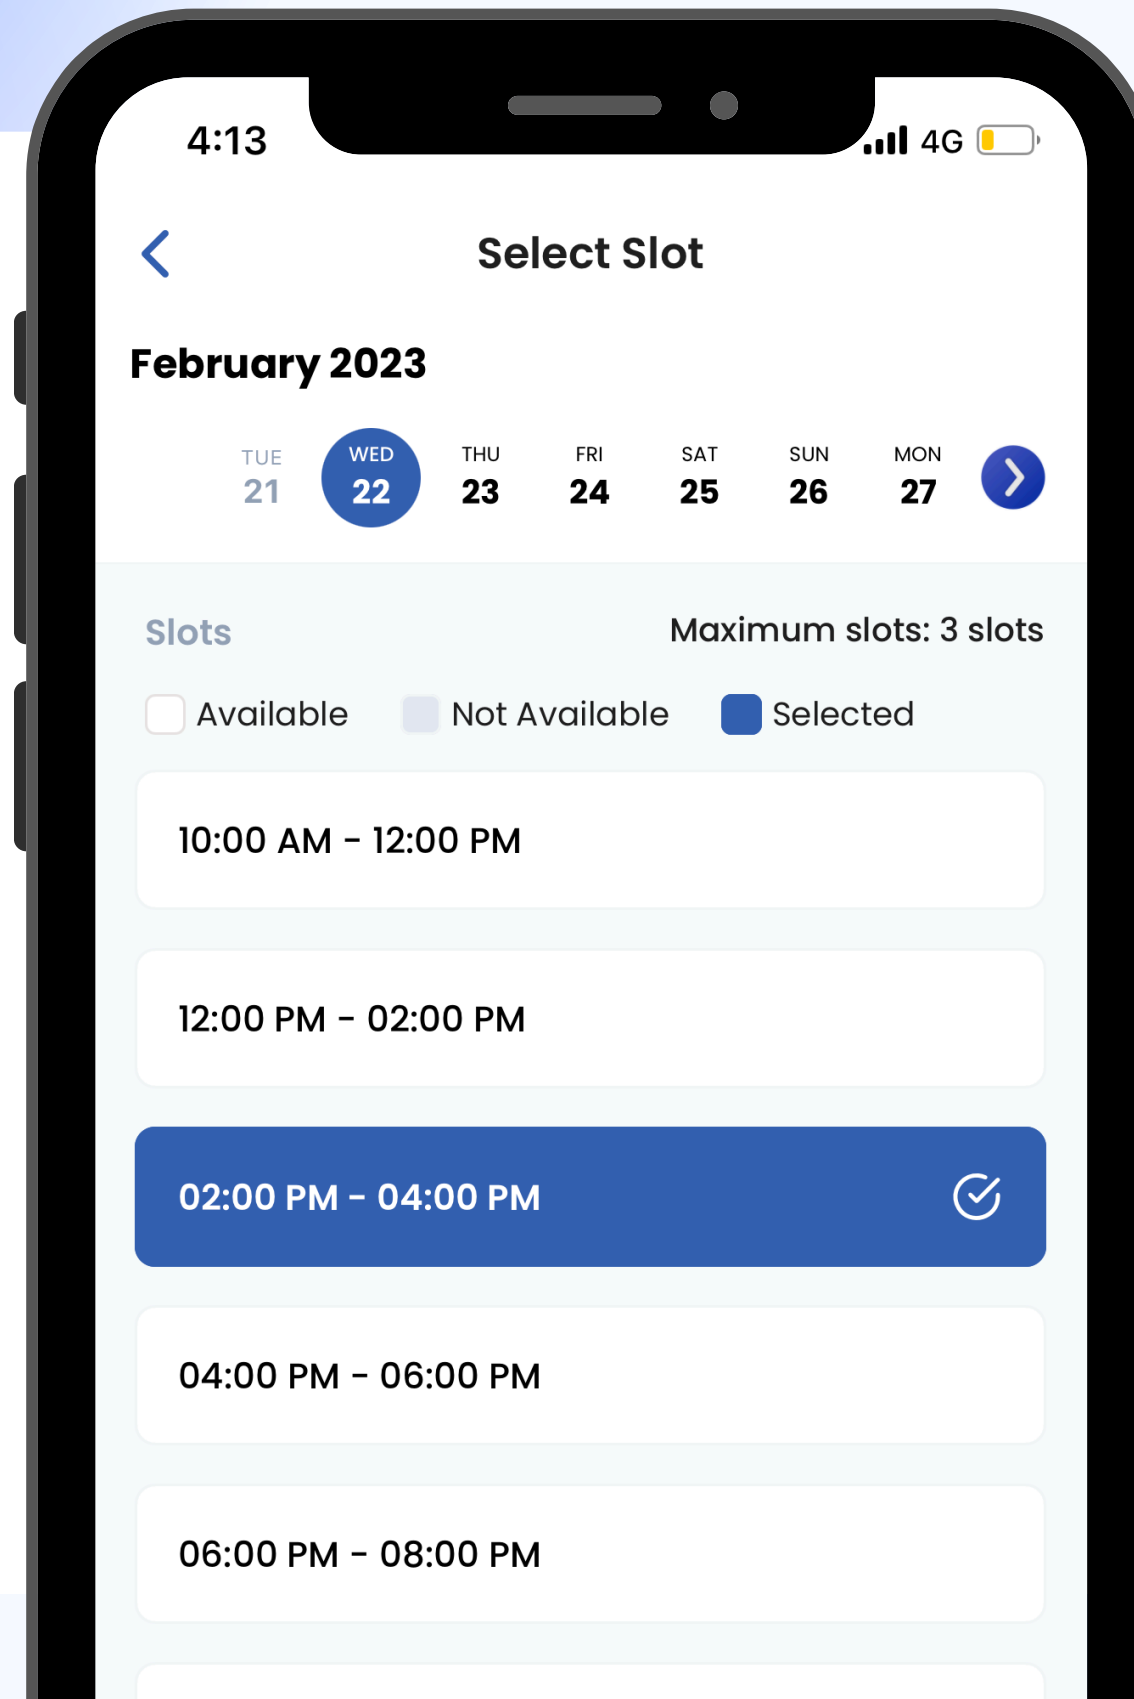 4:13 4G
Select Slot
February 2023
TUE WED THU FRI SAT SUN MON
21 22 23 24 25 26 27
Slots Maximum slots: 3 slots
Available Not Available Selected
10:00 AM - 12:00 PM
12:00 PM - 02:00 PM
02:00 PM - 04:00 PM
04:00 PM - 06:00 PM
06:00 PM - 08:00 PM